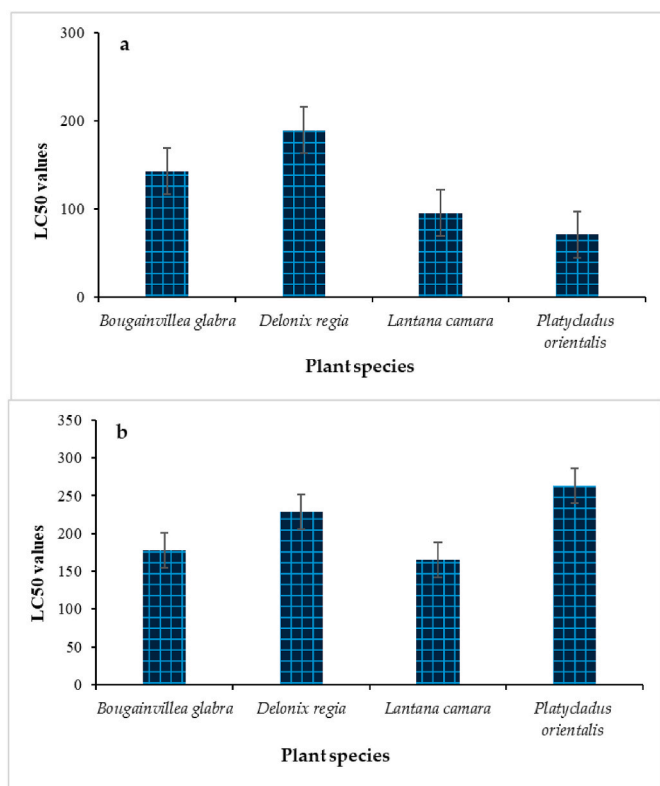 a
300
200
100
0
LC50 values
Bougainvillea glabra Delonix regia Lantana camara Platycladus
orientalis
Plant species
b
350
300
250
200
150
100
50
0
LC50 values
Bougainvillea glabra Delonix regia Lantana camara Platycladus
orientalis
Plant species